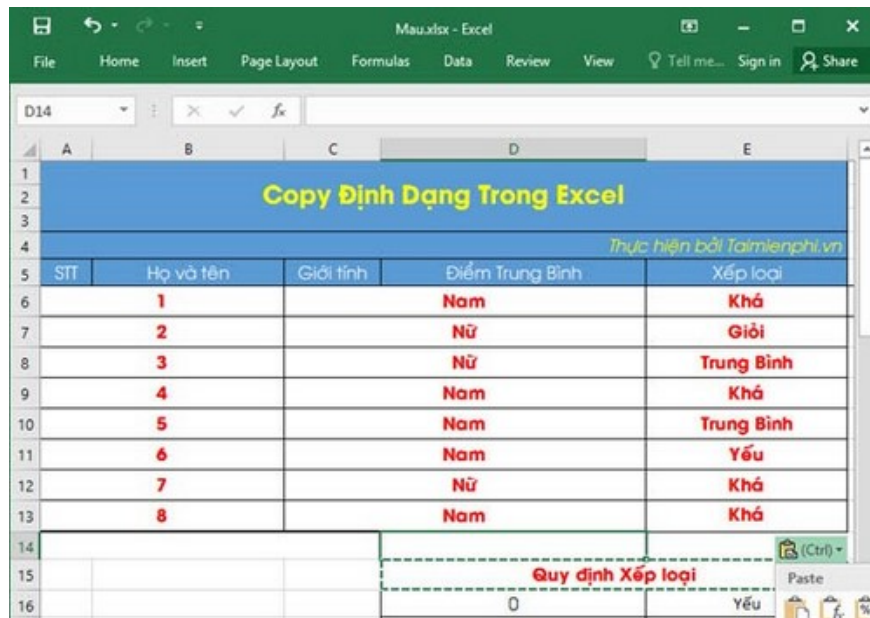 Mau.xlsx - Excel
File Home Insert Page Layout Formulas Data Review View Tell me... Sign in Share
D14 fx
A B C D E
1
2 Copy Định Dạng Trong Excel
3
4 Thực hiện bởi Taimienphi.vn
5 STT Họ và tên Giới tính Điểm Trung Bình Xếp loại
6 1 Nam Khá
7 2 Nữ Giỏi
8 3 Nữ Trung Bình
9 4 Nam Khá
10 5 Nam Trung Bình
11 6 Nam Yếu
12 7 Nữ Khá
13 8 Nam Khá
14 (Ctrl)
15 Quy định Xếp loại Paste
16 0 Yếu fx %